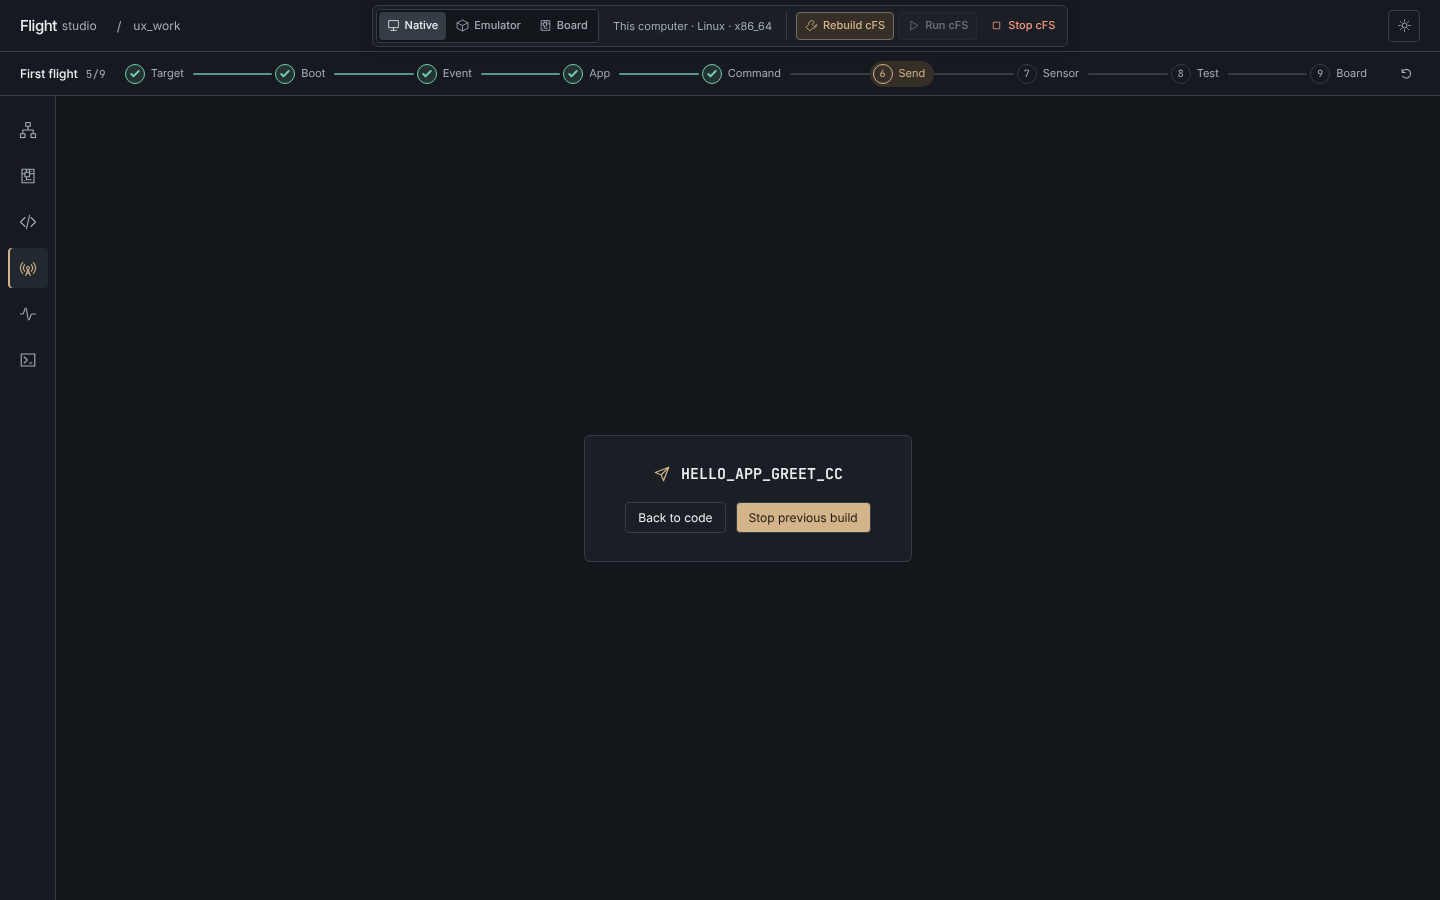 Flight studio / ux_work
Native Emulator Board This computer · Linux · x86_64 Rebuild cFS Run cFS Stop cFS
First flight 5/9 Target Boot Event App Command 6 Send 7 Sensor 8 Test 9 Board
HELLO_APP_GREET_CC
Back to code Stop previous build